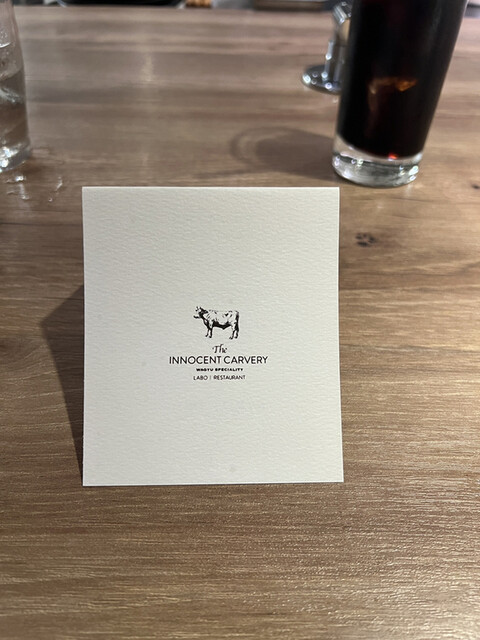 The
INNOCENT CARVERY
WAGYU SPECIALITY
LABO | RESTAURANT